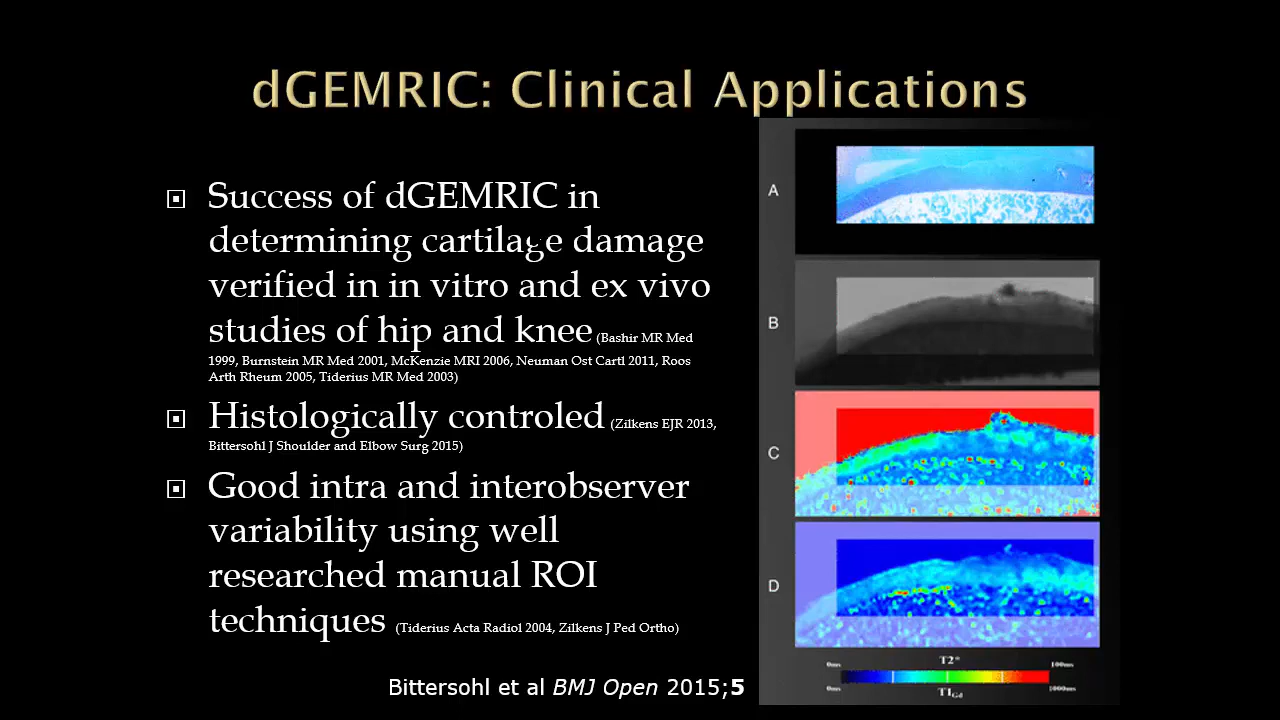 dGEMRIC: Clinical Applications
Success of dGEMRIC in
determining cartilage damage
verified in in vitro and ex vivo
studies of hip and knee (Bashir MR Med
1999, Burnstein MR Med 2001, McKenzie MRI 2006, Neuman Ost Cartl 2011, Roos
Arth Rheum 2005, Tiderius MR Med 2003)
Histologically controled (Zilkens EJR 2013,
Bittersohl J Shoulder and Elbow Surg 2015)
Good intra and interobserver
variability using well
researched manual ROI
techniques (Tiderius Acta Radiol 2004, Zilkens J Ped Ortho)
A
B
C
D
T2*
0ms 100ms
0ms 1000ms
T1Gd
Bittersohl et al BMJ Open 2015;5